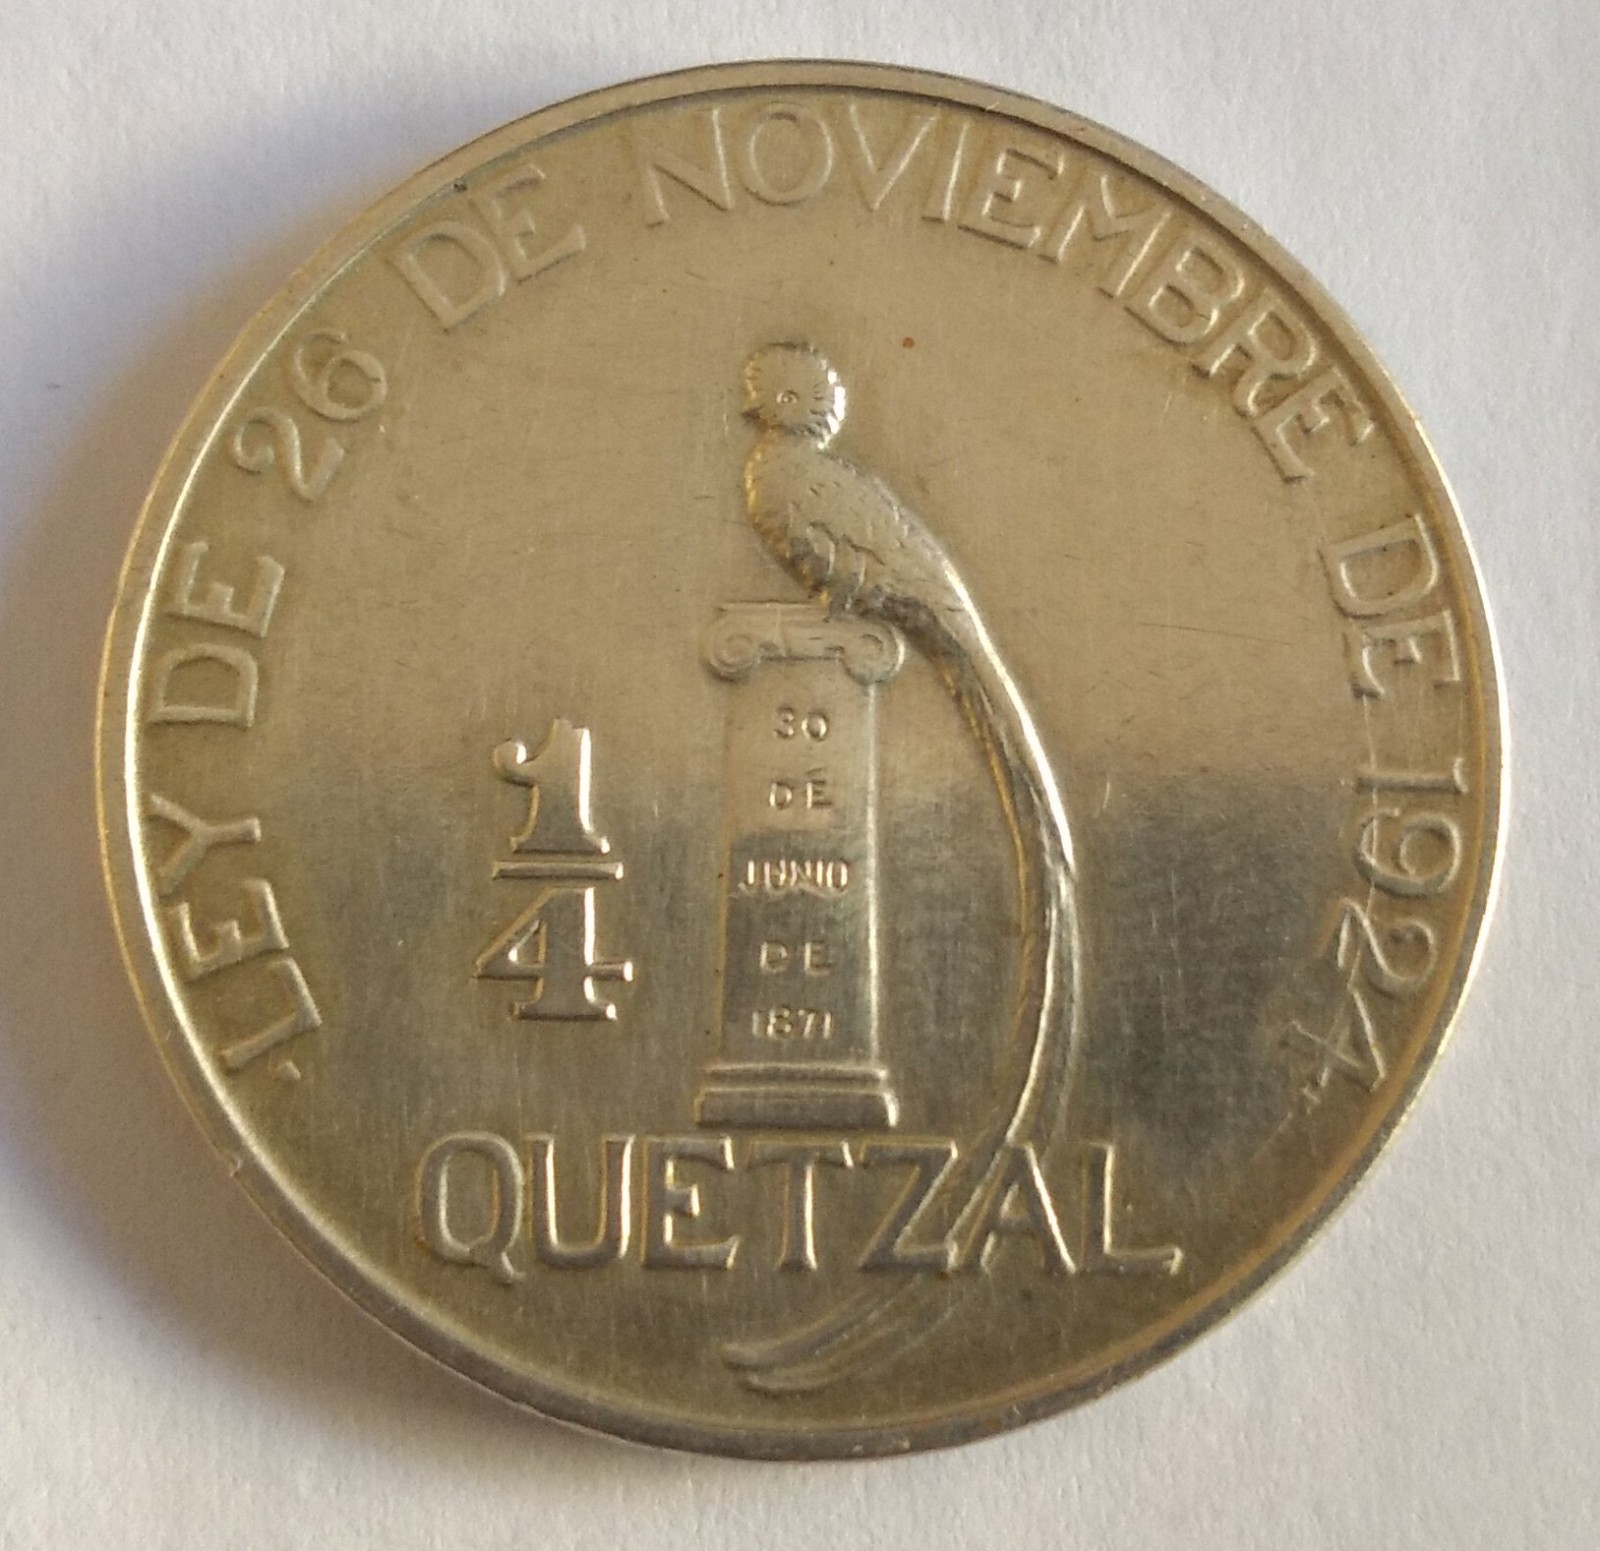 LEY DE 26 DE NOVIEMBRE DE 1924
30
DE
JUNIO
DE
1871
1/4
QUETZAL